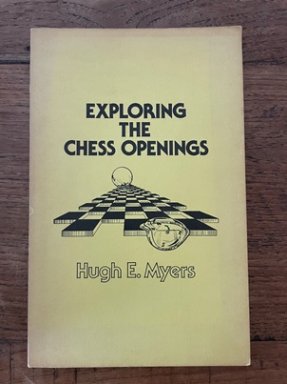 EXPLORING
THE
CHESS OPENINGS
Hugh E. Myers